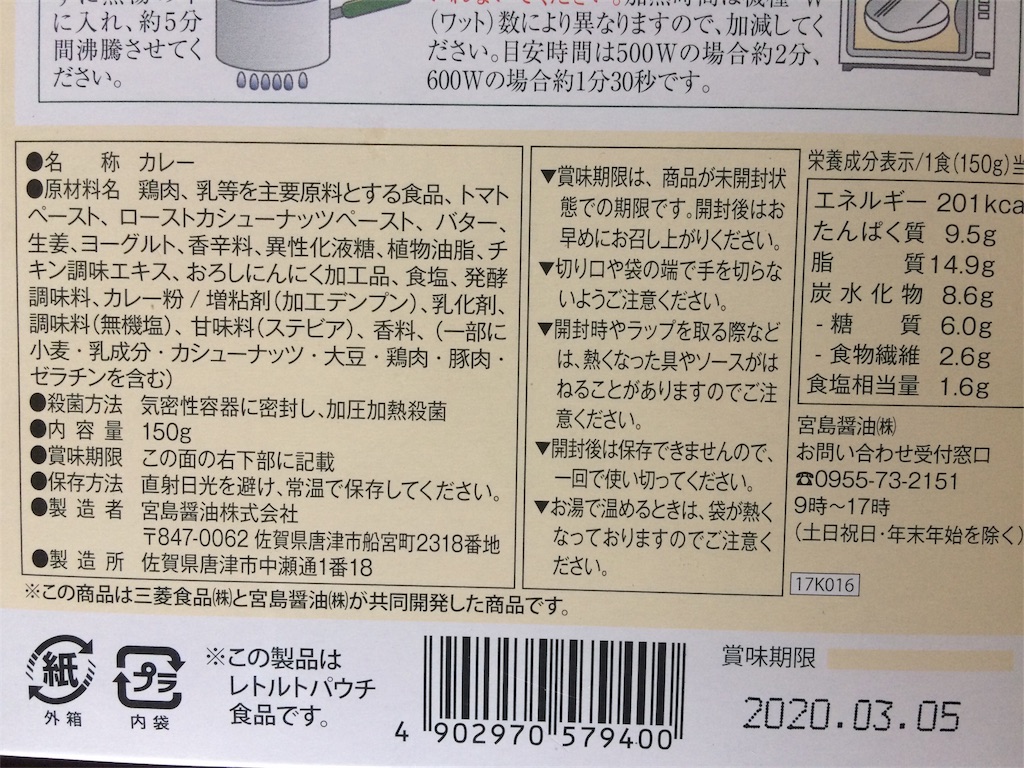 に入れ、約5分
間沸騰させてく
ださい。
(ワット)数により異なりますので、加減してく
ださい。目安時間は500Wの場合約2分、
600Wの場合約1分30秒です。
●名 称 カレー
●原材料名 鶏肉、乳等を主要原料とする食品、トマト
ペースト、ローストカシューナッツペースト、バター、
生姜、ヨーグルト、香辛料、異性化液糖、植物油脂、チ
キン調味エキス、おろしにんにく加工品、食塩、発酵
調味料、カレー粉 / 増粘剤(加工デンプン)、乳化剤、
調味料(無機塩)、甘味料(ステビア)、香料、(一部に
小麦・乳成分・カシューナッツ・大豆・鶏肉・豚肉・
ゼラチンを含む)
●殺菌方法 気密性容器に密封し、加圧加熱殺菌
●内 容 量 150g
●賞味期限 この面の右下部に記載
●保存方法 直射日光を避け、常温で保存してください。
●製 造 者 宮島醤油株式会社
〒847-0062 佐賀県唐津市船宮町2318番地
●製 造 所 佐賀県唐津市中瀬通1番18
※この商品は三菱食品㈱と宮島醤油㈱が共同開発した商品です。
▼賞味期限は、商品が未開封状
態での期限です。開封後はお
早めにお召し上がりください。
▼切り口や袋の端で手を切らな
いようご注意ください。
▼開封時やラップを取る際など
は、熱くなった具やソースがは
ねることがありますのでご注
意ください。
▼開封後は保存できませんので、
一回で使い切ってください。
▼お湯で温めるときは、袋が熱く
なっておりますのでご注意く
ださい。
栄養成分表示/1食(150g)当
エネルギー 201kca
たんぱく質 9.5g
脂 質 14.9g
炭水化物 8.6g
- 糖 質 6.0g
- 食物繊維 2.6g
食塩相当量 1.6g
宮島醤油㈱
お問い合わせ受付窓口
☎0955-73-2151
9時〜17時
(土日祝日・年末年始を除く)
17K016
紙
外箱
プラ
内袋
※この製品は
レトルトパウチ
食品です。
4 902970 579400
賞味期限
2020.03.05